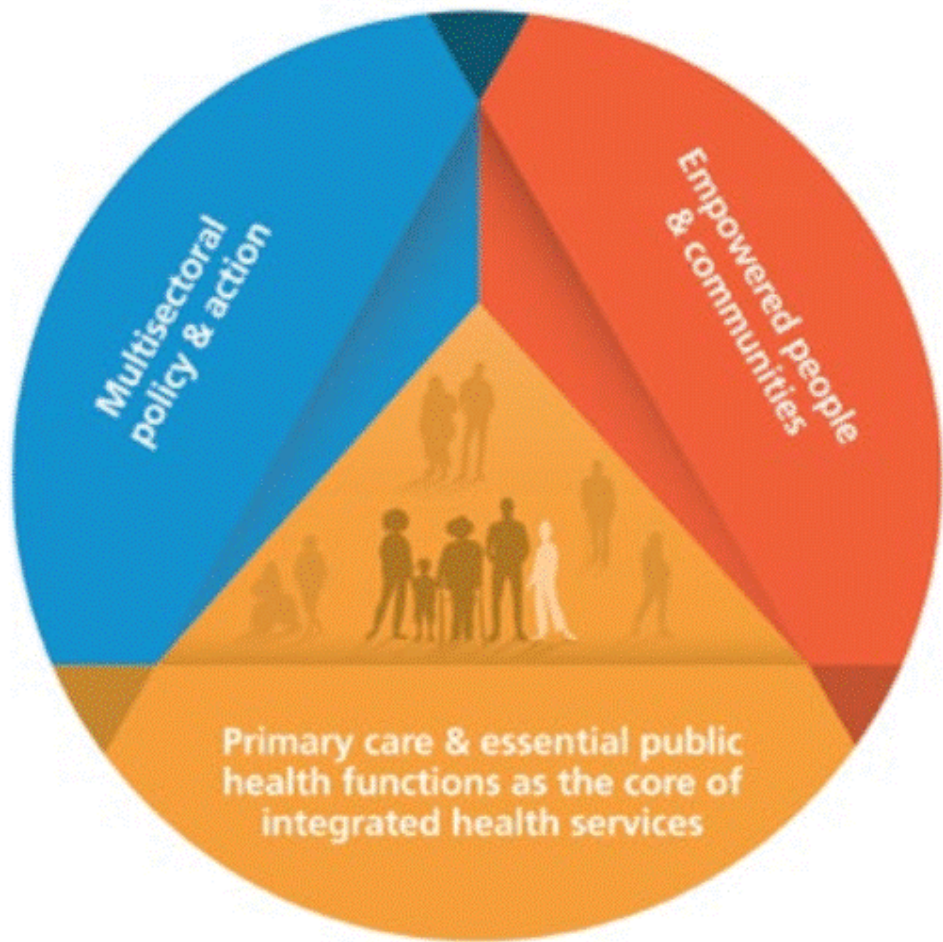 Multisectoral
policy & action
Empowered people
& communities
Primary care & essential public
health functions as the core of
integrated health services